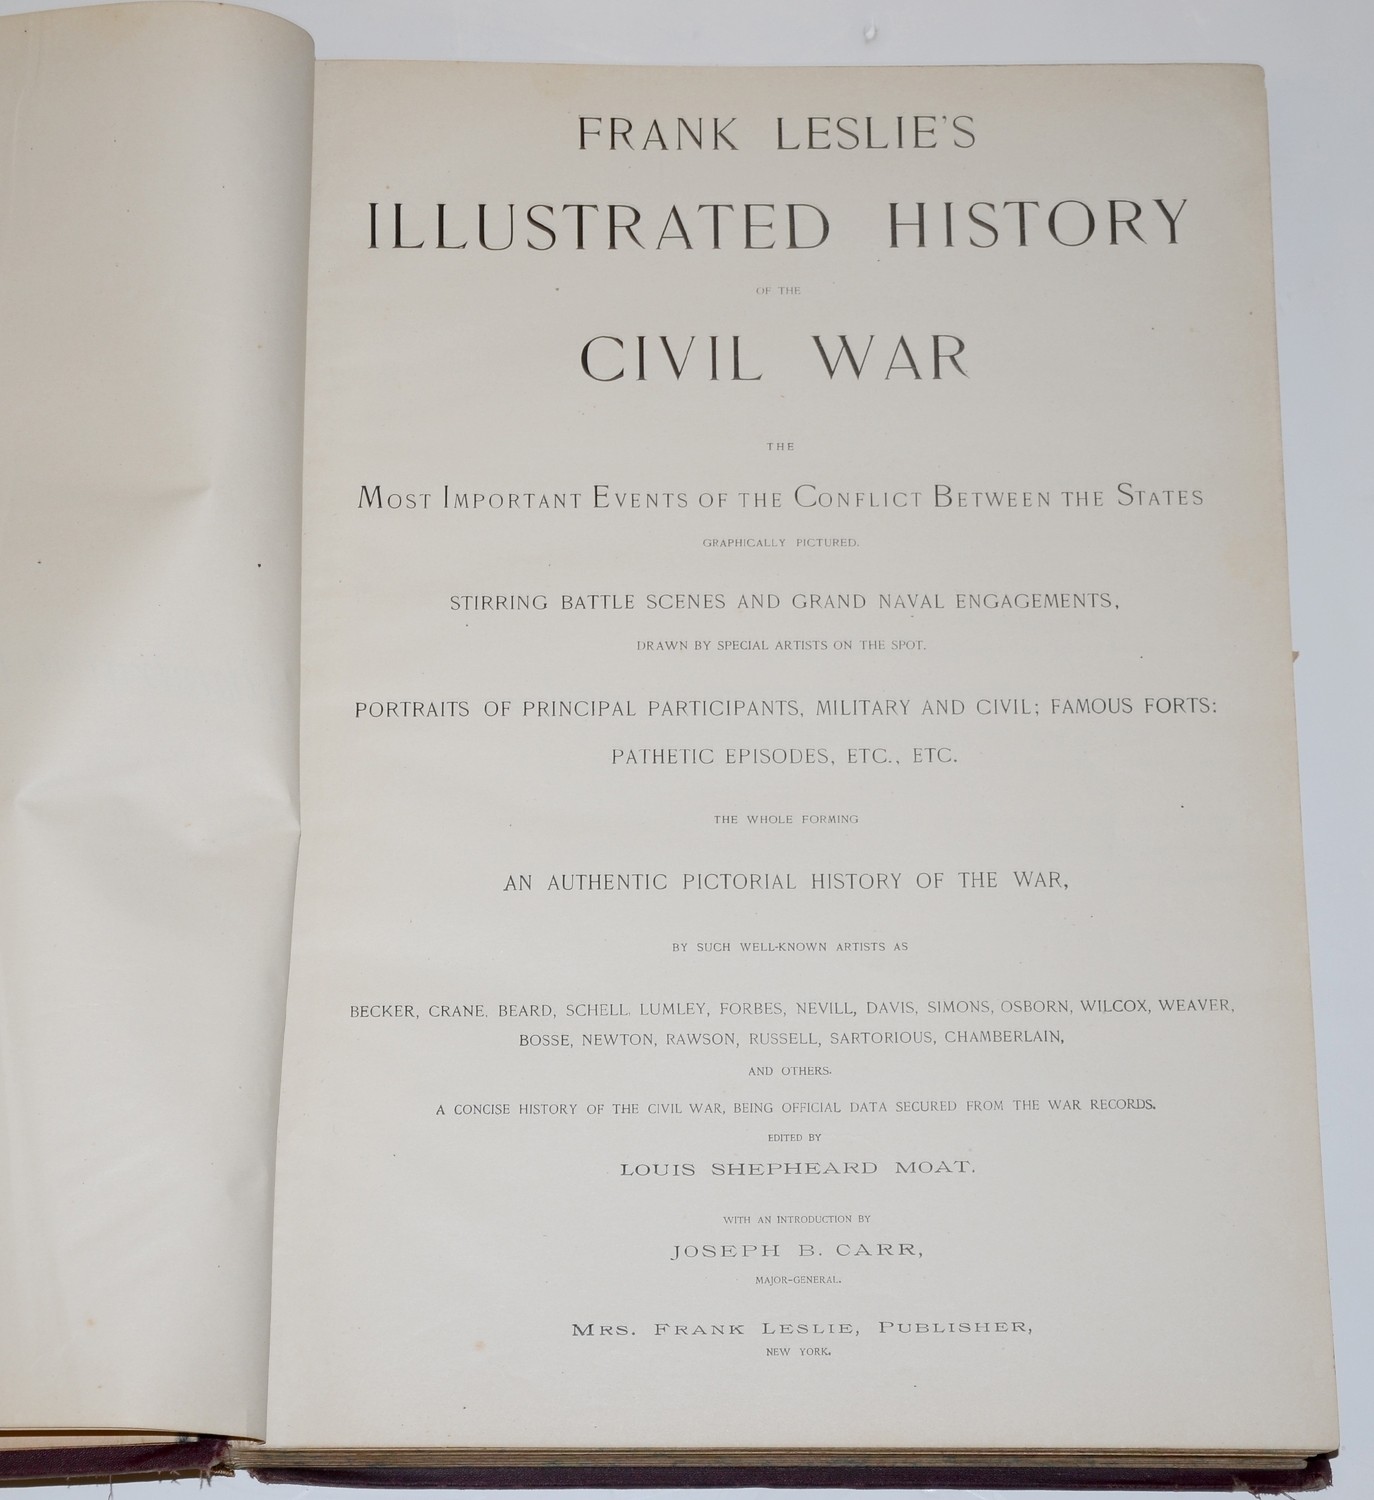 FRANK LESLIE'S
ILLUSTRATED HISTORY
OF THE
CIVIL WAR
THE
MOST IMPORTANT EVENTS OF THE CONFLICT BETWEEN THE STATES
GRAPHICALLY PICTURED.
STIRRING BATTLE SCENES AND GRAND NAVAL ENGAGEMENTS,
DRAWN BY SPECIAL ARTISTS ON THE SPOT.
PORTRAITS OF PRINCIPAL PARTICIPANTS, MILITARY AND CIVIL; FAMOUS FORTS:
PATHETIC EPISODES, ETC., ETC.
THE WHOLE FORMING
AN AUTHENTIC PICTORIAL HISTORY OF THE WAR,
BY SUCH WELL-KNOWN ARTISTS AS
BECKER, CRANE, BEARD, SCHELL, LUMLEY, FORBES, NEVILL, DAVIS, SIMONS, OSBORN, WILCOX, WEAVER,
BOSSE, NEWTON, RAWSON, RUSSELL, SARTORIOUS, CHAMBERLAIN,
AND OTHERS.
A CONCISE HISTORY OF THE CIVIL WAR, BEING OFFICIAL DATA SECURED FROM THE WAR RECORDS.
EDITED BY
LOUIS SHEPHEARD MOAT.
WITH AN INTRODUCTION BY
JOSEPH B. CARR,
MAJOR-GENERAL.
MRS. FRANK LESLIE, PUBLISHER,
NEW YORK.